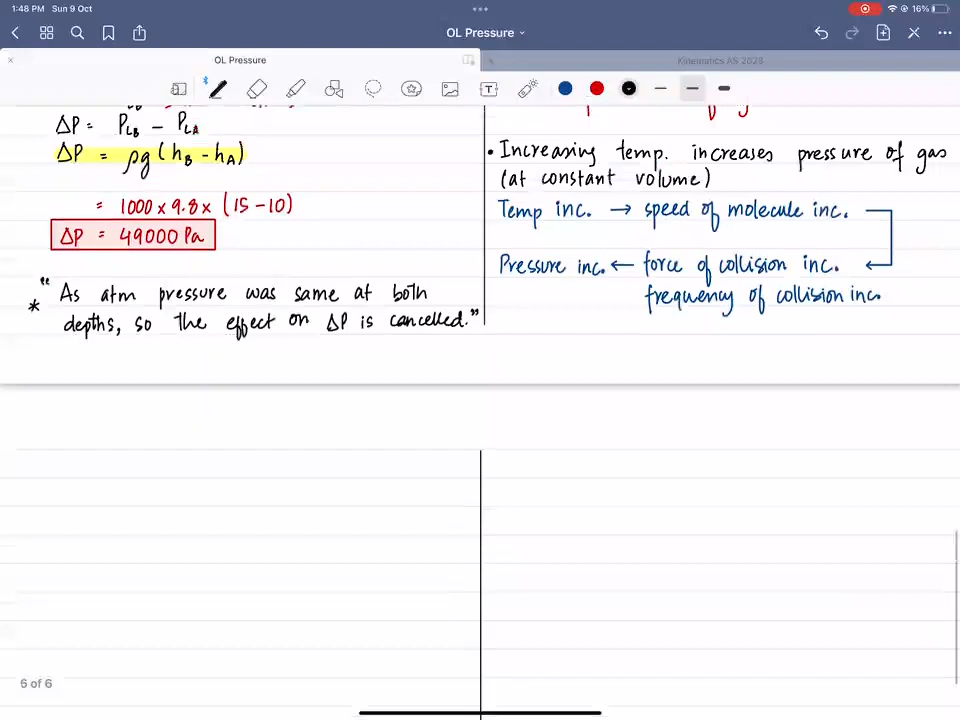 1:48 PM Sun 9 Oct
16%
OL Pressure
OL Pressure
Kinematics AS 2023
ΔP = P_LB − P_LA
ΔP = ρg (h_B − h_A)
= 1000 × 9.8 × (15 − 10)
ΔP = 49000 Pa
* "As atm pressure was same at both
depths, so the effect on ΔP is cancelled."
• Increasing temp. increases pressure of gas
(at constant volume)
Temp inc. → speed of molecule inc.
Pressure inc. ← force of collision inc. ←
frequency of collision inc.
6 of 6